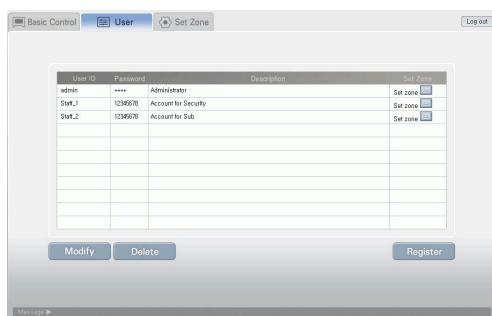 Basic Control User Set Zone Log out
User ID Password Description Set Zone
admin **** Administrator Set zone
Staff_1 12345678 Account for Security Set zone
Staff_2 12345678 Account for Sub Set zone
Modify Delete Register
Message ▶